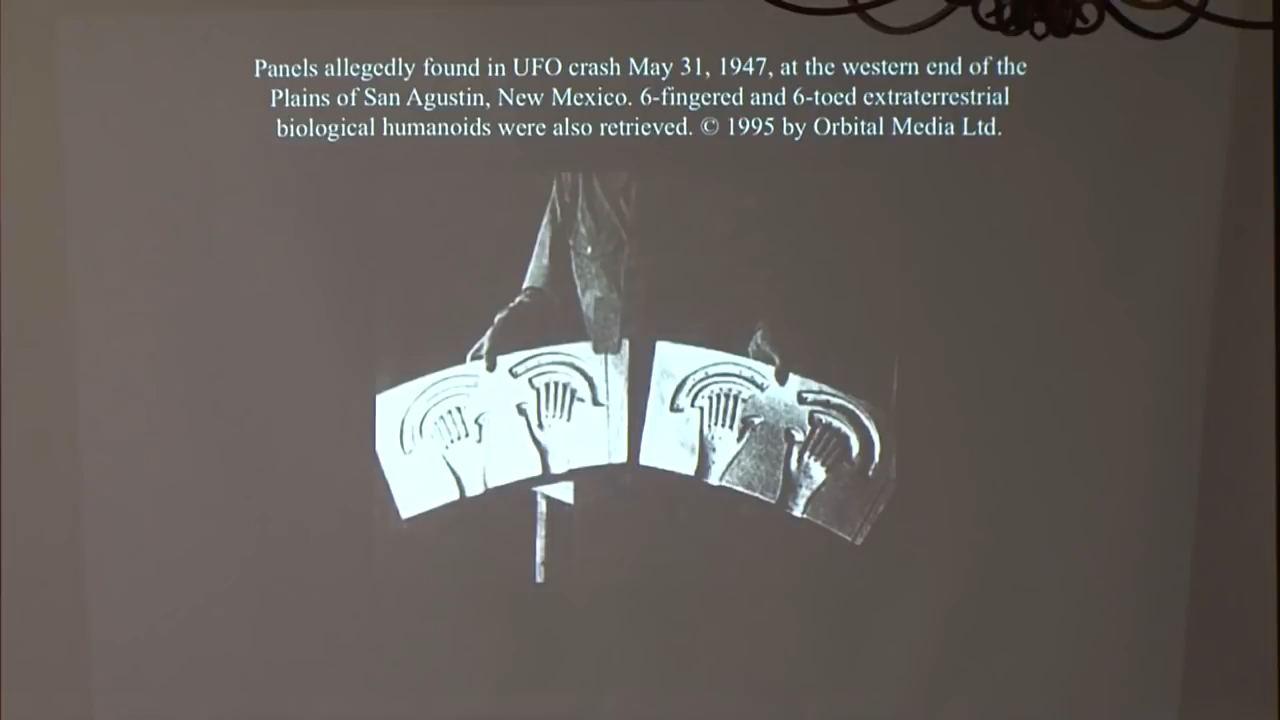 Panels allegedly found in UFO crash May 31, 1947, at the western end of the
Plains of San Agustin, New Mexico. 6-fingered and 6-toed extraterrestrial
biological humanoids were also retrieved. © 1995 by Orbital Media Ltd.